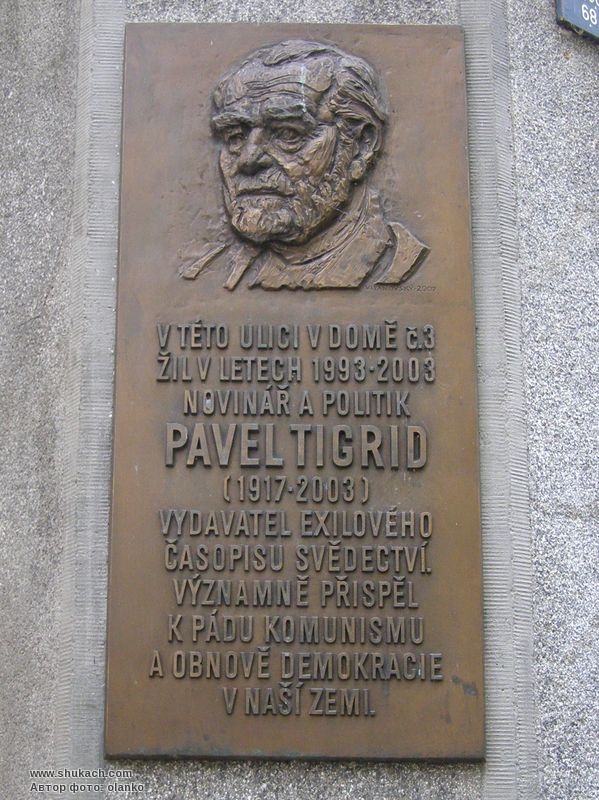 68
V TÉTO ULICI V DOMĚ č.3
ŽIL V LETECH 1993-2003
NOVINÁŘ A POLITIK
PAVEL TIGRID
(1917-2003)
VYDAVATEL EXILOVÉHO
ČASOPISU SVĚDECTVÍ.
VÝZNAMNĚ PŘISPĚL
K PÁDU KOMUNISMU
A OBNOVĚ DEMOKRACIE
V NAŠÍ ZEMI.
www.shukach.com
Автор фото: olanko